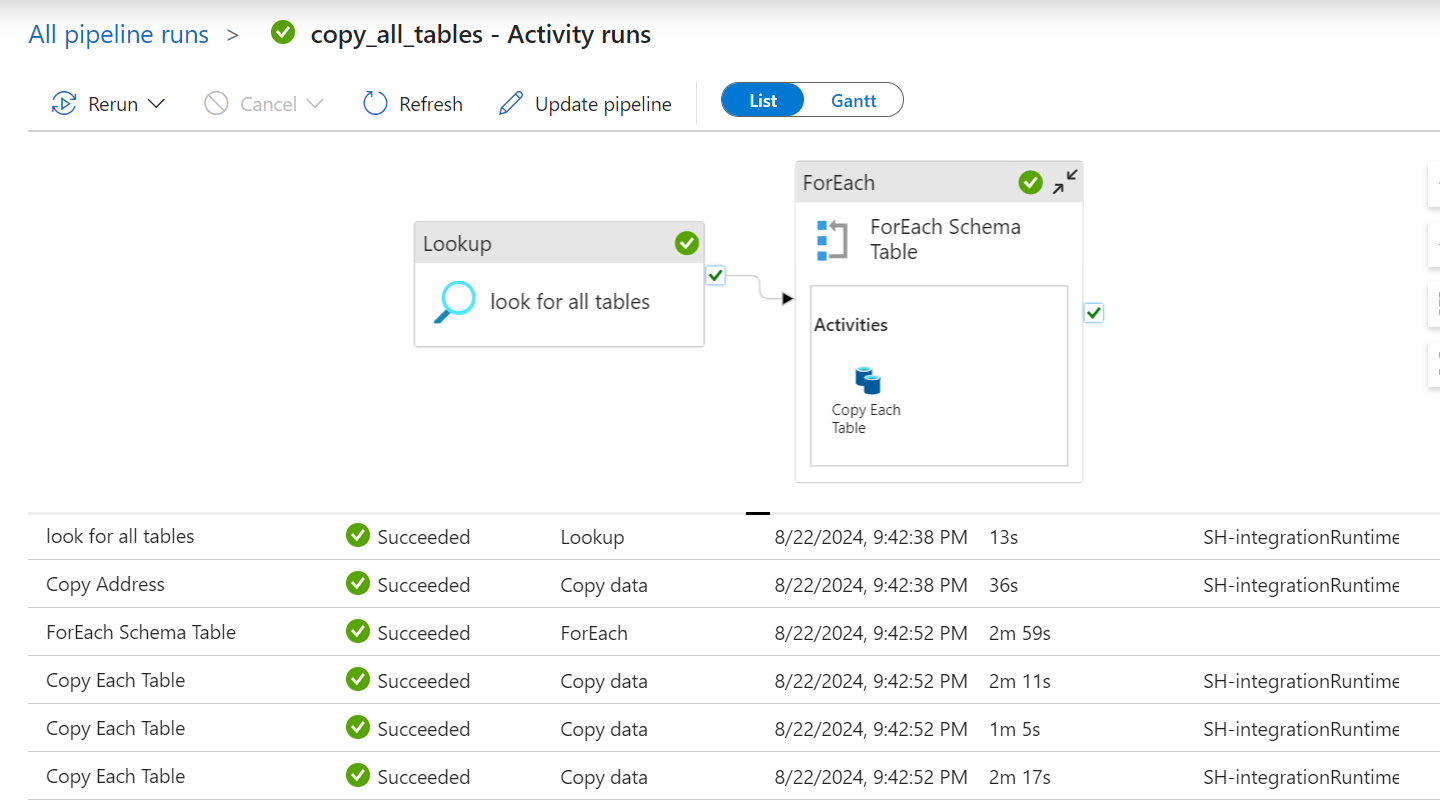 All pipeline runs > copy_all_tables - Activity runs
Rerun Cancel Refresh Update pipeline List Gantt
Lookup
look for all tables
ForEach
ForEach Schema
Table
Activities
Copy Each
Table
look for all tables Succeeded Lookup 8/22/2024, 9:42:38 PM 13s SH-integrationRuntime
Copy Address Succeeded Copy data 8/22/2024, 9:42:38 PM 36s SH-integrationRuntime
ForEach Schema Table Succeeded ForEach 8/22/2024, 9:42:52 PM 2m 59s
Copy Each Table Succeeded Copy data 8/22/2024, 9:42:52 PM 2m 11s SH-integrationRuntime
Copy Each Table Succeeded Copy data 8/22/2024, 9:42:52 PM 1m 5s SH-integrationRuntime
Copy Each Table Succeeded Copy data 8/22/2024, 9:42:52 PM 2m 17s SH-integrationRuntime